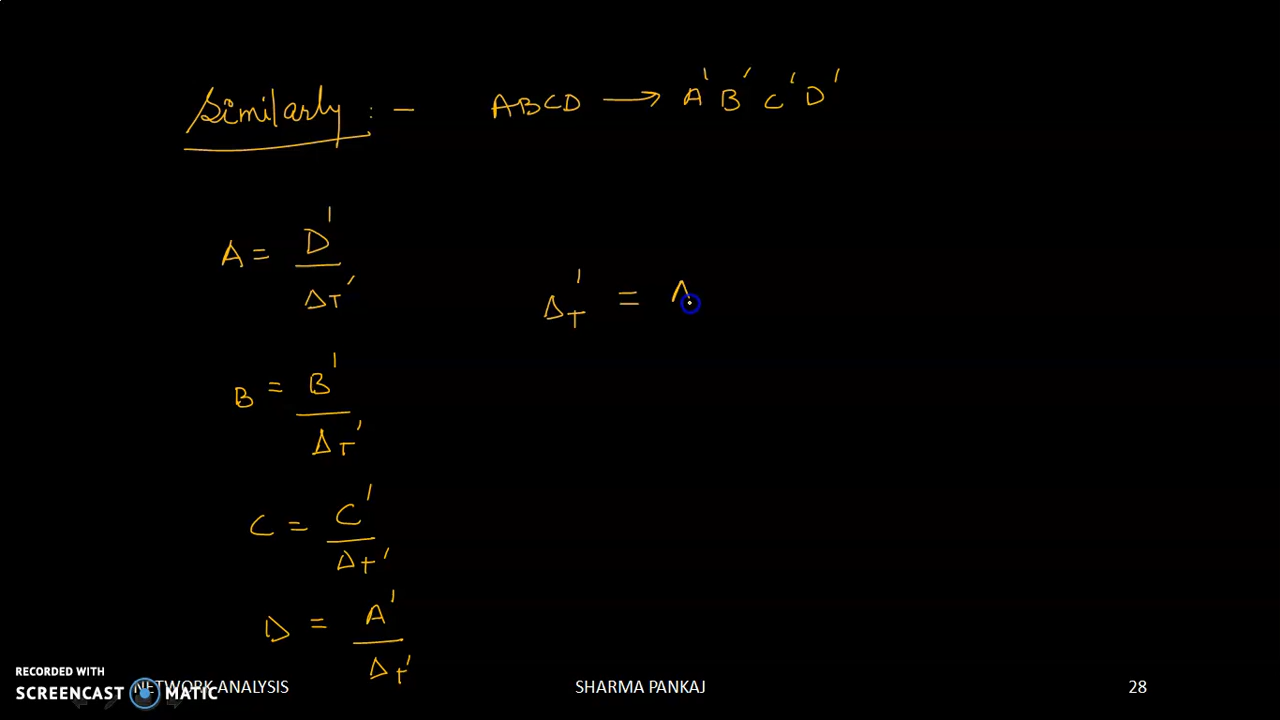 Similarly :- ABCD → A' B' C' D'
A = D' / ΔT'
ΔT' = A
B = B' / ΔT'
C = C' / ΔT'
D = A' / ΔT'
RECORDED WITH
SCREENCAST MATIC
NETWORK ANALYSIS SHARMA PANKAJ 28